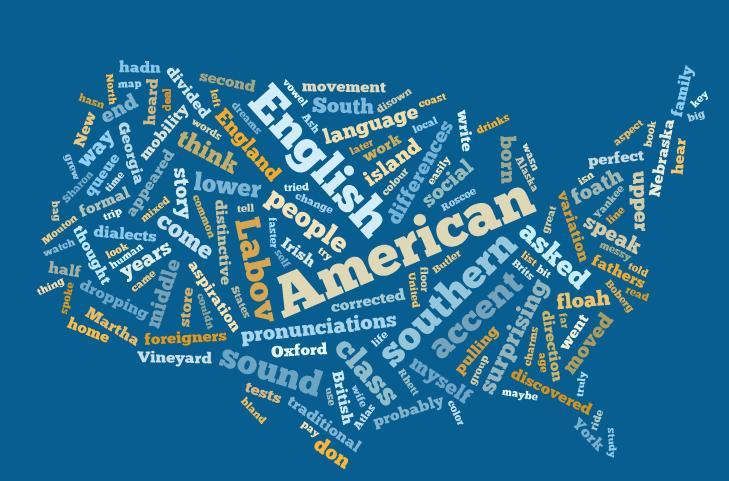 hadn
map
North
hasn
New
end
heard
deal
divided
second
left
words
dreams
England
English
vowel
Ash
movement
South
disown
coast
language
later
work
island
colour
local
differences
easily
social
write
drinks
Roscoe
born
wasn
Alaska
family
key
big
book
aspect
perfect
isn
Nebraska
hear
way
queue
Georgia
time
mobility
grow
Sharon
formal
trip
appeared
think
lower
tried
change
people
tell
story
common
mixed
bag
Mouton
watch
thought
dialects
look
human
years
came
come
distinctive
Labov
faster
self
Irish
try
American
half
thing
spoke
dropping
middle
store
couldn
aspiration
States
Martha
home
foreigners
Vineyard
pronunciations
corrected
United
floor
Butler
southern
accent
great
list
bit
Brits
asked
variation
Yankee
line
foath
upper
speak
messy
told
fathers
read
Boberg
floah
far
went
moved
direction
age
charms
surprising
pulling
group
discovered
maybe
truly
ride
York
study
Oxford
sound
class
life
British
use
wife
Atlas
Rhett
myself
probably
color
tests
bland
traditional
pay
don